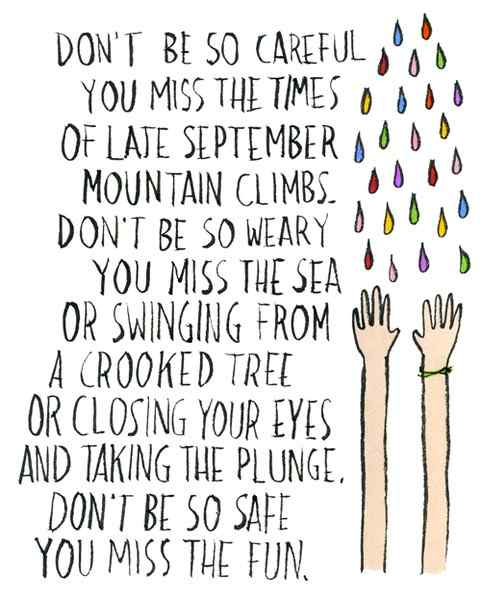 DON'T BE SO CAREFUL
YOU MISS THE TIMES
OF LATE SEPTEMBER
MOUNTAIN CLIMBS.
DON'T BE SO WEARY
YOU MISS THE SEA
OR SWINGING FROM
A CROOKED TREE
OR CLOSING YOUR EYES
AND TAKING THE PLUNGE.
DON'T BE SO SAFE
YOU MISS THE FUN.